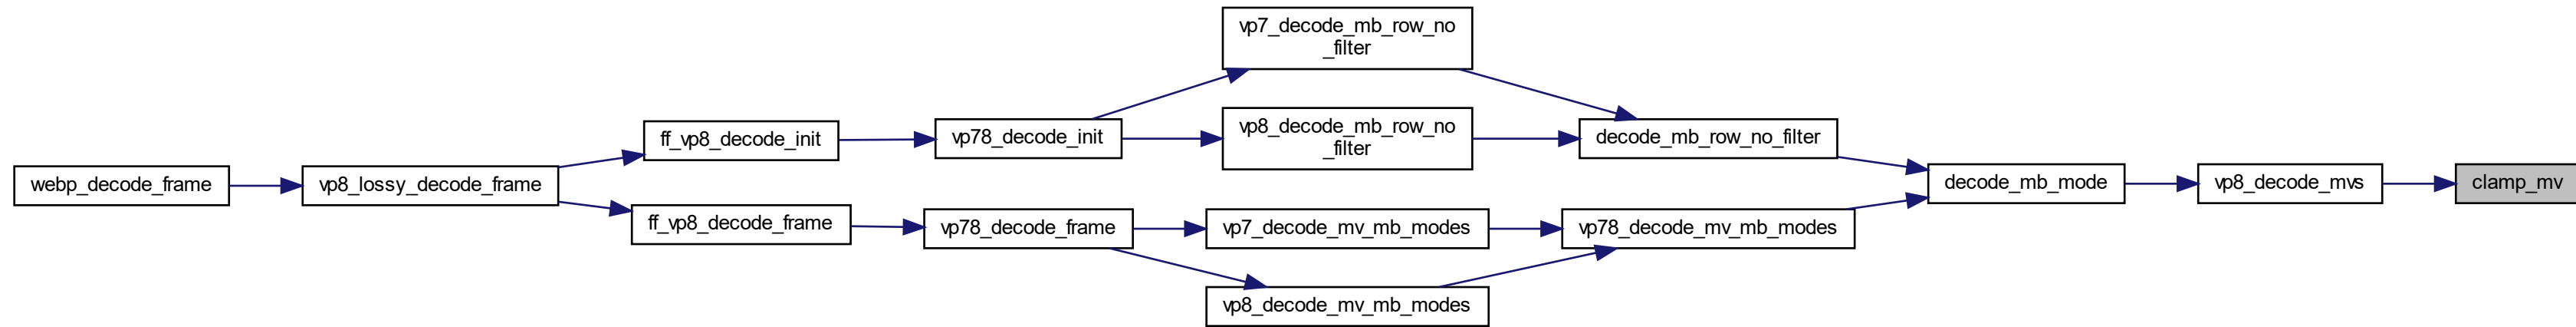 webp_decode_frame
vp8_lossy_decode_frame
ff_vp8_decode_init
ff_vp8_decode_frame
vp78_decode_init
vp78_decode_frame
vp7_decode_mb_row_no
_filter
vp8_decode_mb_row_no
_filter
vp7_decode_mv_mb_modes
vp8_decode_mv_mb_modes
decode_mb_row_no_filter
vp78_decode_mv_mb_modes
decode_mb_mode
vp8_decode_mvs
clamp_mv